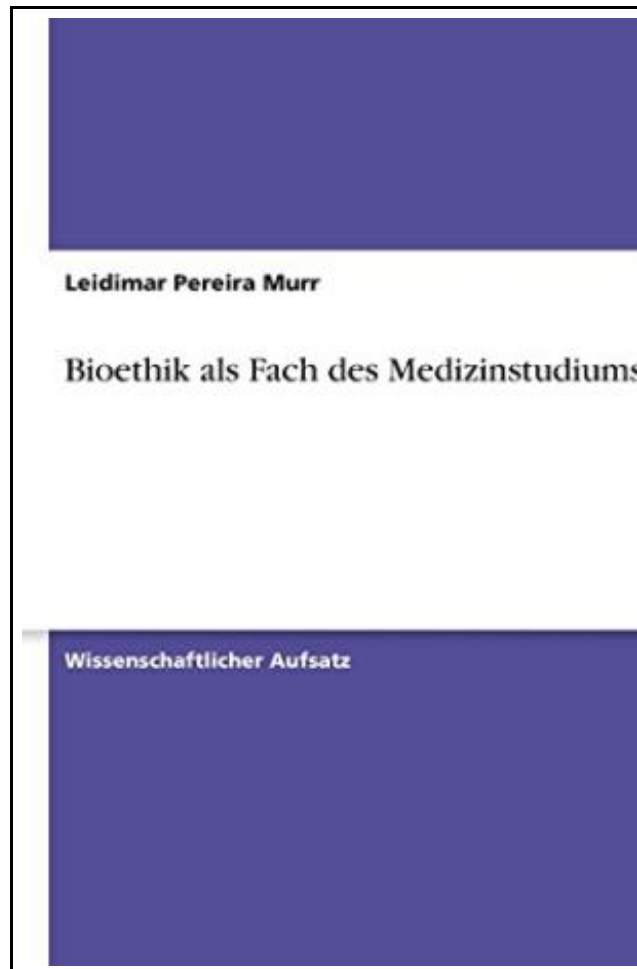 Leidimar Pereira Murr
Bioethik als Fach des Medizinstudiums
Wissenschaftlicher Aufsatz